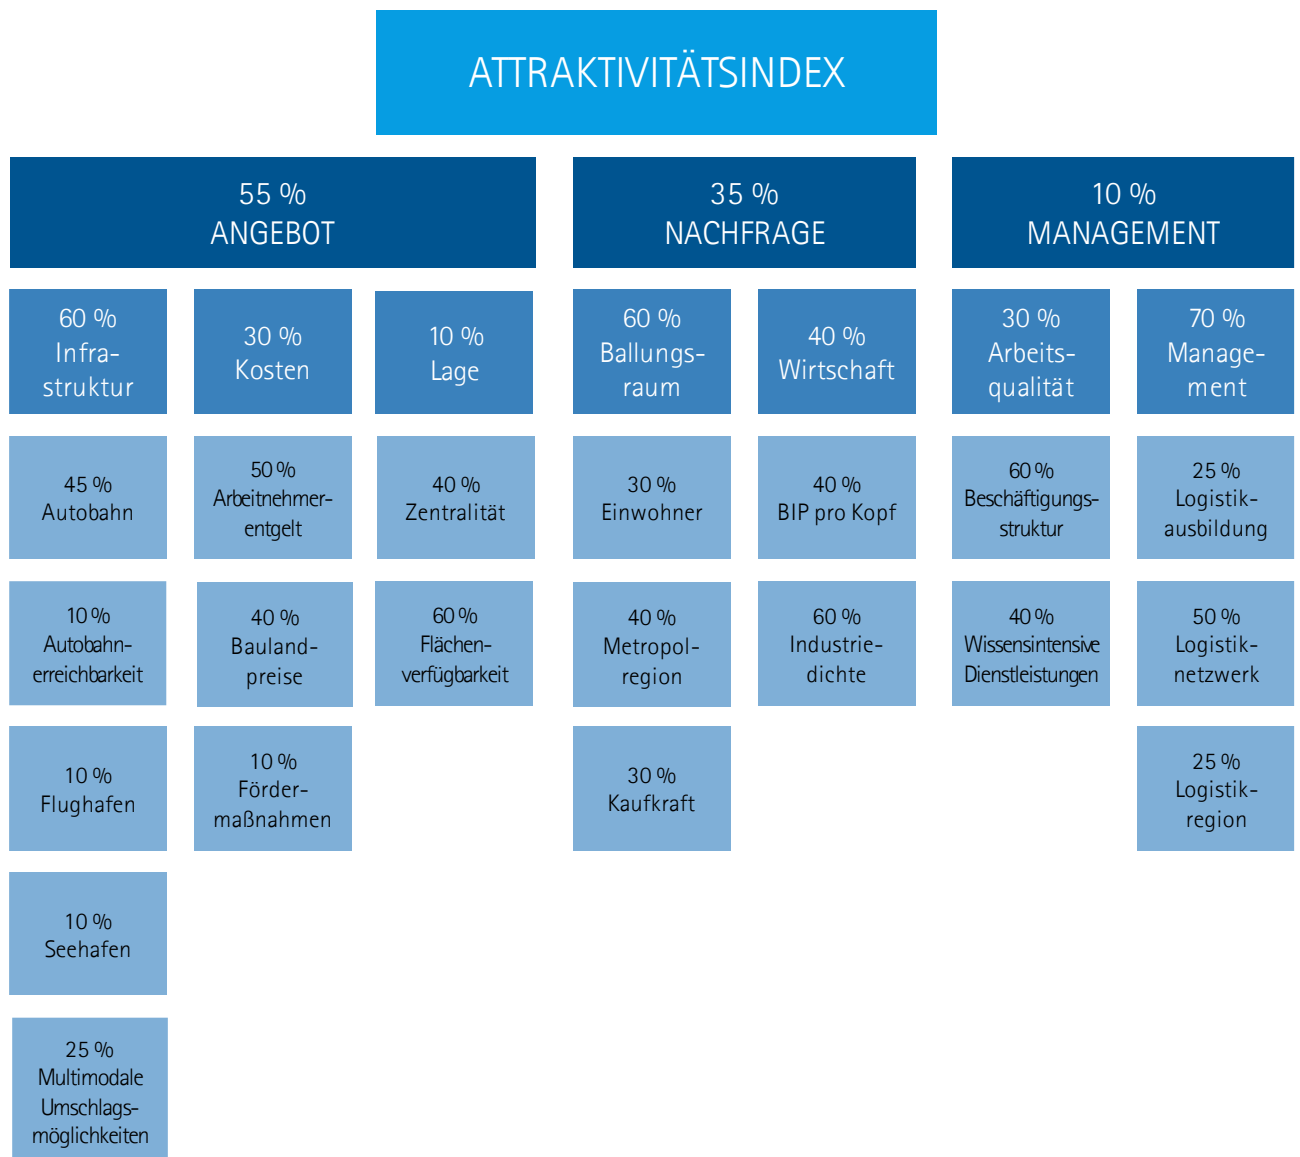 ATTRAKTIVITÄTSINDEX
55 %
ANGEBOT
35 %
NACHFRAGE
10 %
MANAGEMENT
60 %
Infra-
struktur
30 %
Kosten
10 %
Lage
60 %
Ballungs-
raum
40 %
Wirtschaft
30 %
Arbeits-
qualität
70 %
Manage-
ment
45 %
Autobahn
50 %
Arbeitnehmer-
entgelt
40 %
Zentralität
30 %
Einwohner
40 %
BIP pro Kopf
60 %
Beschäftigungs-
struktur
25 %
Logistik-
ausbildung
10 %
Autobahn-
erreichbarkeit
40 %
Bauland-
preise
60 %
Flächen-
verfügbarkeit
40 %
Metropol-
region
60 %
Industrie-
dichte
40 %
Wissensintensive
Dienstleistungen
50 %
Logistik-
netzwerk
10 %
Flughafen
10 %
Förder-
maßnahmen
30 %
Kaufkraft
25 %
Logistik-
region
10 %
Seehafen
25 %
Multimodale
Umschlags-
möglichkeiten